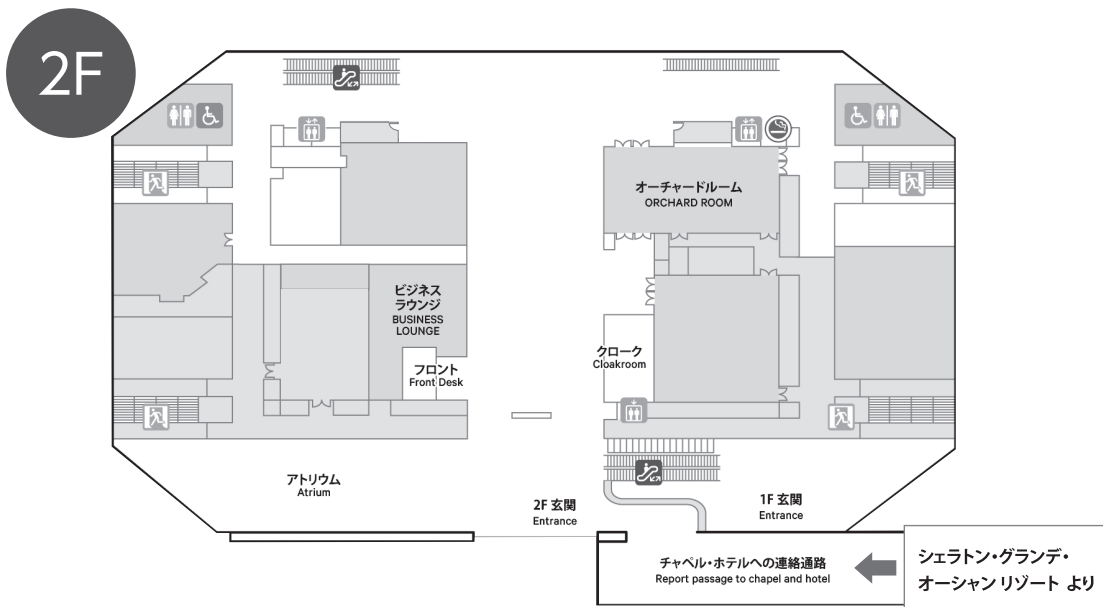 2F
オーチャードルーム
ORCHARD ROOM
ビジネス
ラウンジ
BUSINESS
LOUNGE
フロント
Front Desk
クローク
Cloakroom
アトリウム
Atrium
2F 玄関
Entrance
1F 玄関
Entrance
チャペル・ホテルへの連絡通路
Report passage to chapel and hotel
シェラトン・グランデ・
オーシャンリゾート より